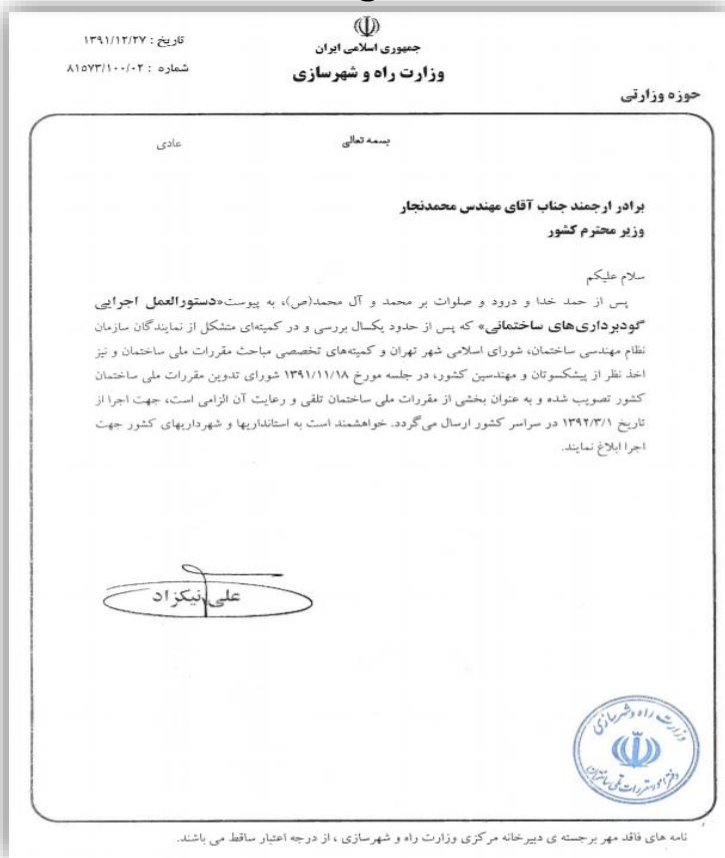 تاریخ : ۱۳۹۱/۱۲/۲۷
شماره : ۸۱۵۷۳/۱۰۰/۰۲
جمهوری اسلامی ایران
وزارت راه و شهرسازی
حوزه وزارتی
بسمه تعالی
عادی
برادر ارجمند جناب آقای مهندس محمدنجار
وزیر محترم کشور
سلام علیکم
پس از حمد خدا و درود و صلوات بر محمد و آل محمد(ص)، به پیوست«دستورالعمل اجرایی
گودبرداری‌های ساختمانی» که پس از حدود یکسال بررسی و در کمیته‌ای متشکل از نمایندگان سازمان
نظام مهندسی ساختمان، شورای اسلامی شهر تهران و کمیته‌های تخصصی مباحث مقررات ملی ساختمان و نیز
اخذ نظر از پیشکسوتان و مهندسین کشور، در جلسه مورخ ۱۳۹۱/۱۱/۱۸ شورای تدوین مقررات ملی ساختمان
کشور تصویب شده و به عنوان بخشی از مقررات ملی ساختمان تلقی و رعایت آن الزامی است، جهت اجرا از
تاریخ ۱۳۹۲/۳/۱ در سراسر کشور ارسال می‌گردد. خواهشمند است به استانداریها و شهرداریهای کشور جهت
اجرا ابلاغ نمایند.
علی نیکزاد
وزارت راه و شهرسازی
دفتر امور مقررات ملی ساختمان
نامه های فاقد مهر برجسته ی دبیرخانه مرکزی وزارت راه و شهرسازی ، از درجه اعتبار ساقط می باشند.